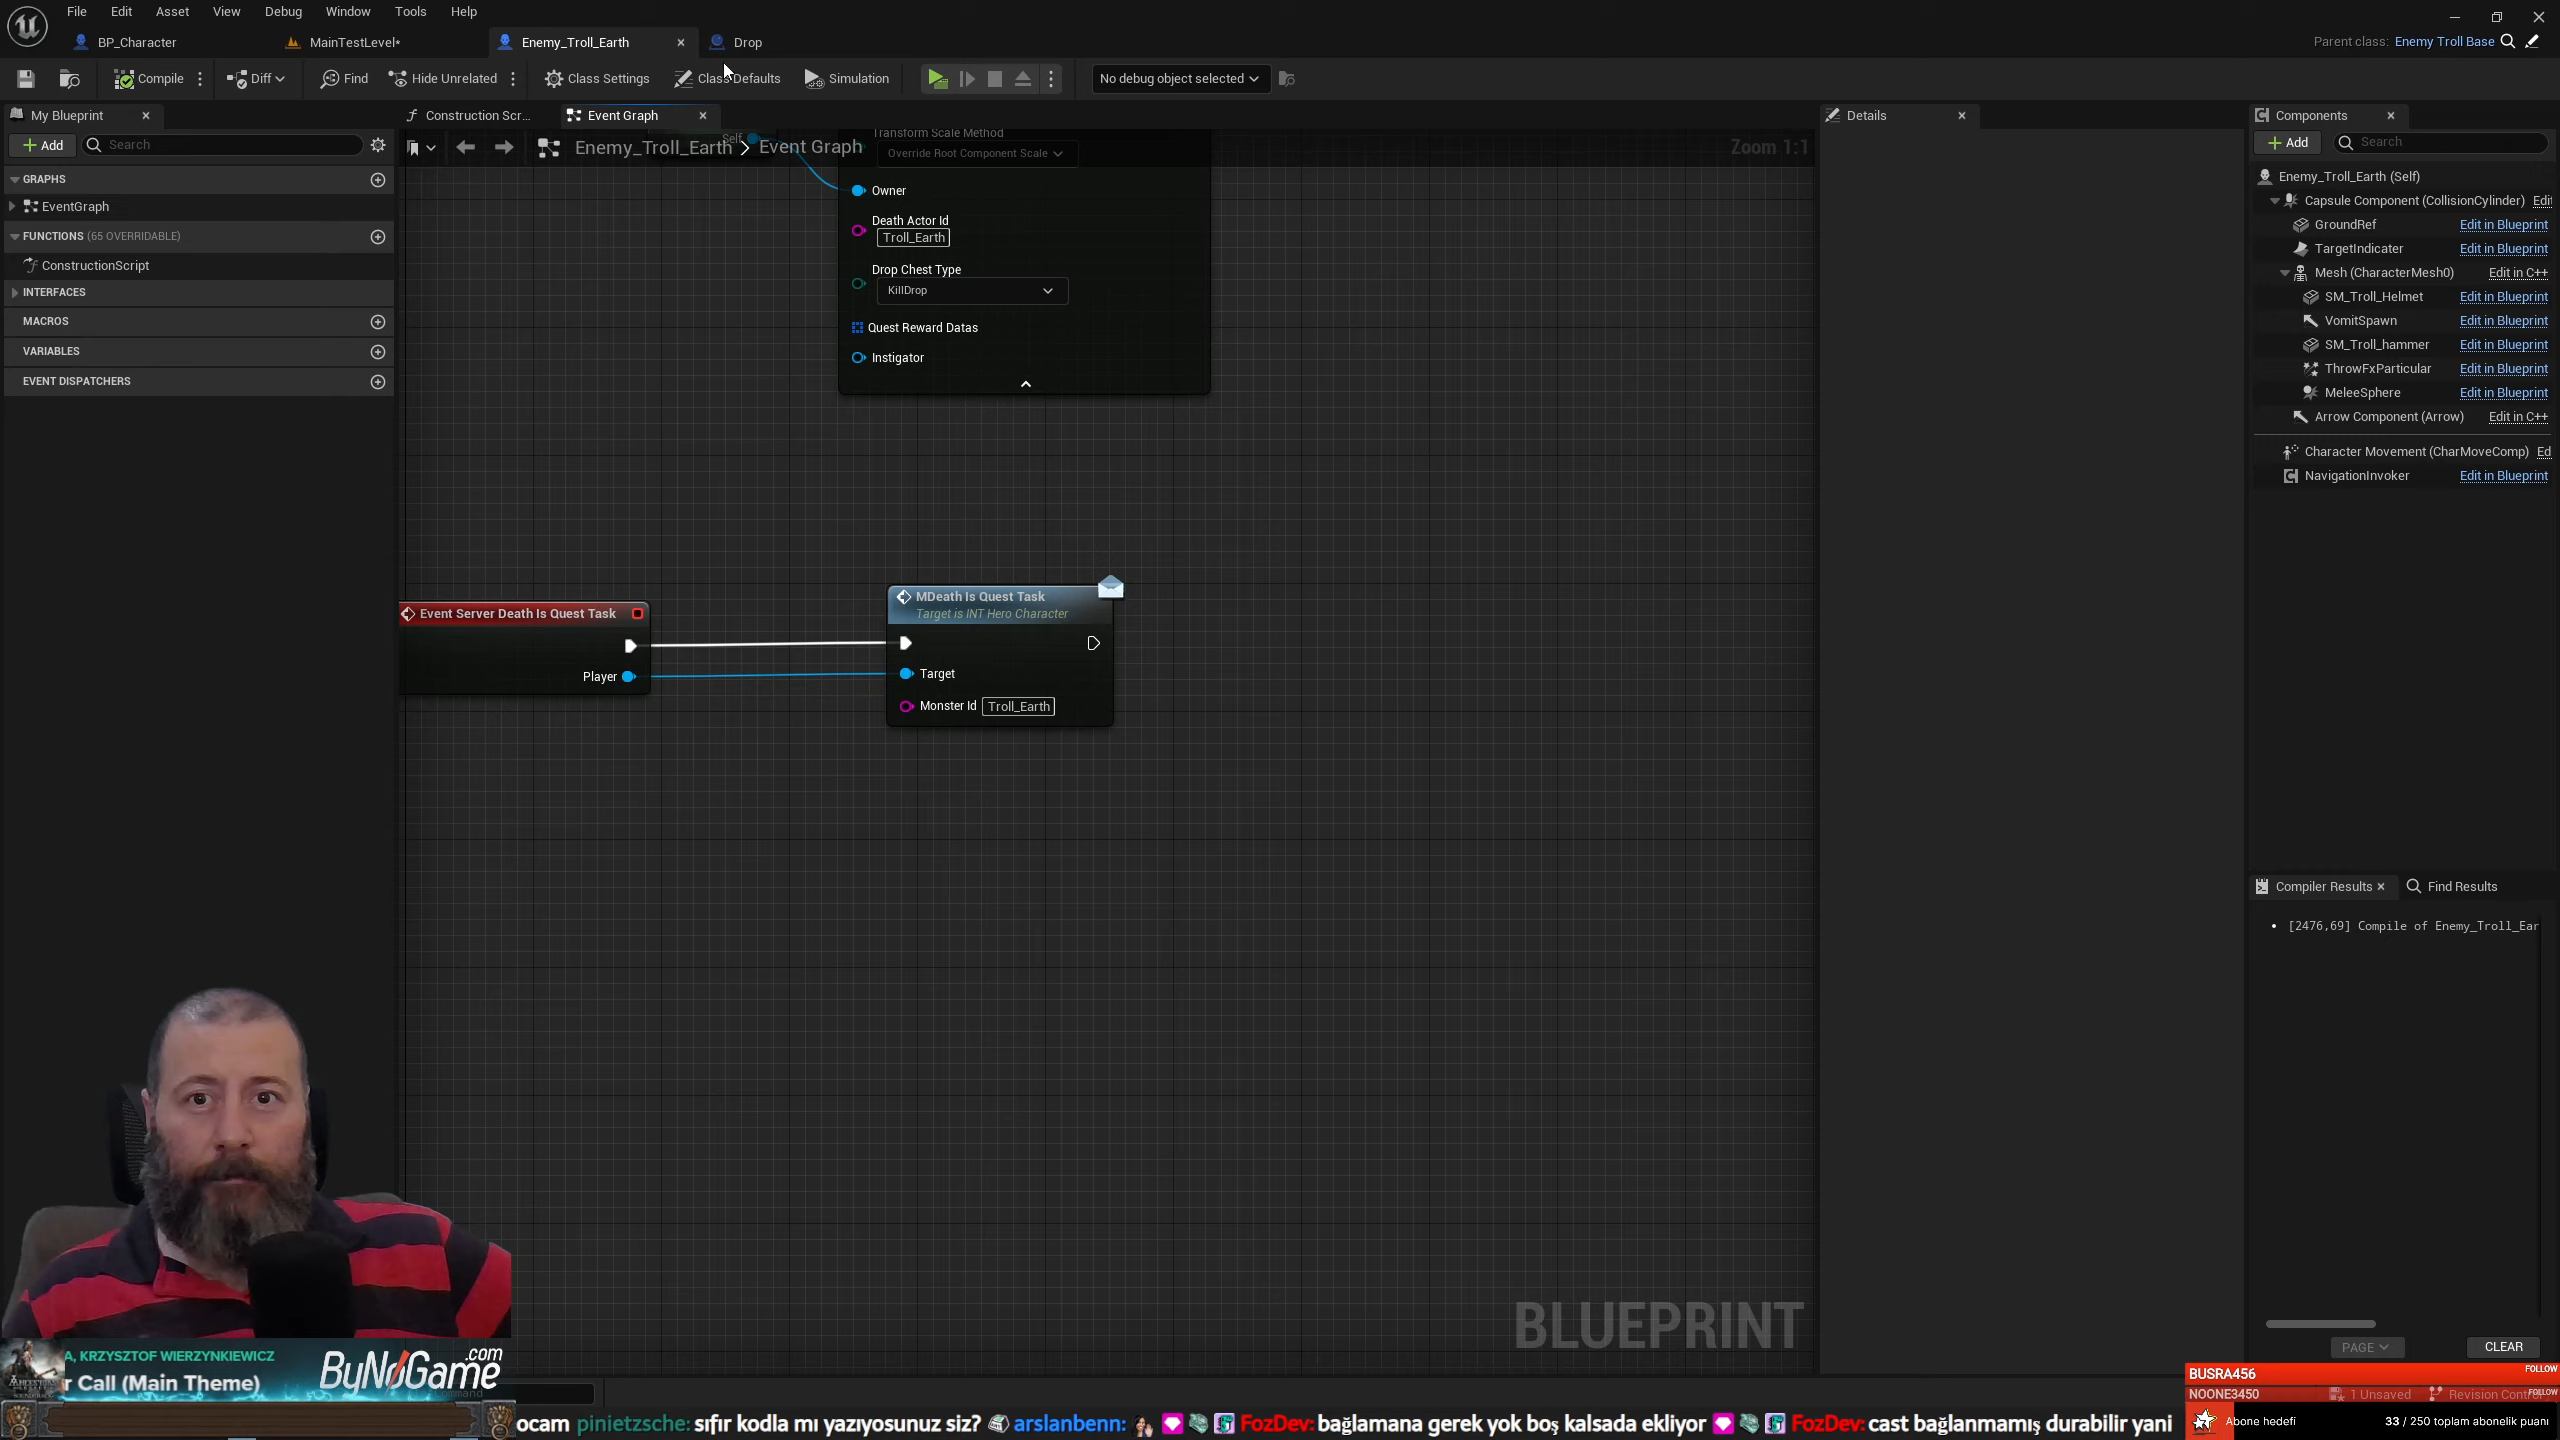 File Edit Asset View Debug Window Tools Help
BP_Character MainTestLevel* Enemy_Troll_Earth Drop
Parent class: Enemy Troll Base
Compile Diff Find Hide Unrelated Class Settings Class Defaults Simulation No debug object selected
My Blueprint Construction Scr... Event Graph Details Components
Add Search
Enemy_Troll_Earth > Event Graph Zoom 1:1
Add Search
GRAPHS
EventGraph
FUNCTIONS (65 OVERRIDABLE)
ConstructionScript
INTERFACES
MACROS
VARIABLES
EVENT DISPATCHERS
Self
Transform Scale Method
Override Root Component Scale
Owner
Death Actor Id
Troll_Earth
Drop Chest Type
KillDrop
Quest Reward Datas
Instigator
Event Server Death Is Quest Task
Player
MDeath Is Quest Task
Target is INT Hero Character
Target
Monster Id Troll_Earth
BLUEPRINT
Enemy_Troll_Earth (Self)
Capsule Component (CollisionCylinder) Edi
GroundRef Edit in Blueprint
TargetIndicater Edit in Blueprint
Mesh (CharacterMesh0) Edit in C++
SM_Troll_Helmet Edit in Blueprint
VomitSpawn Edit in Blueprint
SM_Troll_hammer Edit in Blueprint
ThrowFxParticular Edit in Blueprint
MeleeSphere Edit in Blueprint
Arrow Component (Arrow) Edit in C++
Character Movement (CharMoveComp) Ed
NavigationInvoker Edit in Blueprint
Compiler Results Find Results
[2476,69] Compile of Enemy_Troll_Ear
PAGE CLEAR
A, KRZYSZTOF WIERZYNKIEWICZ
r Call (Main Theme)
ByNoGame.com
BUSRA456 FOLLOW
NOONE3450 FOLLOW
1 Unsaved Revision Control
ocam pinietzsche: sıfır kodla mı yazıyosunuz siz? arslanbenn: FozDev: bağlamana gerek yok boş kalsada ekliyor FozDev: cast bağlanmamış durabilir yani
Abone hedefi 33 / 250 toplam abonelik puanı